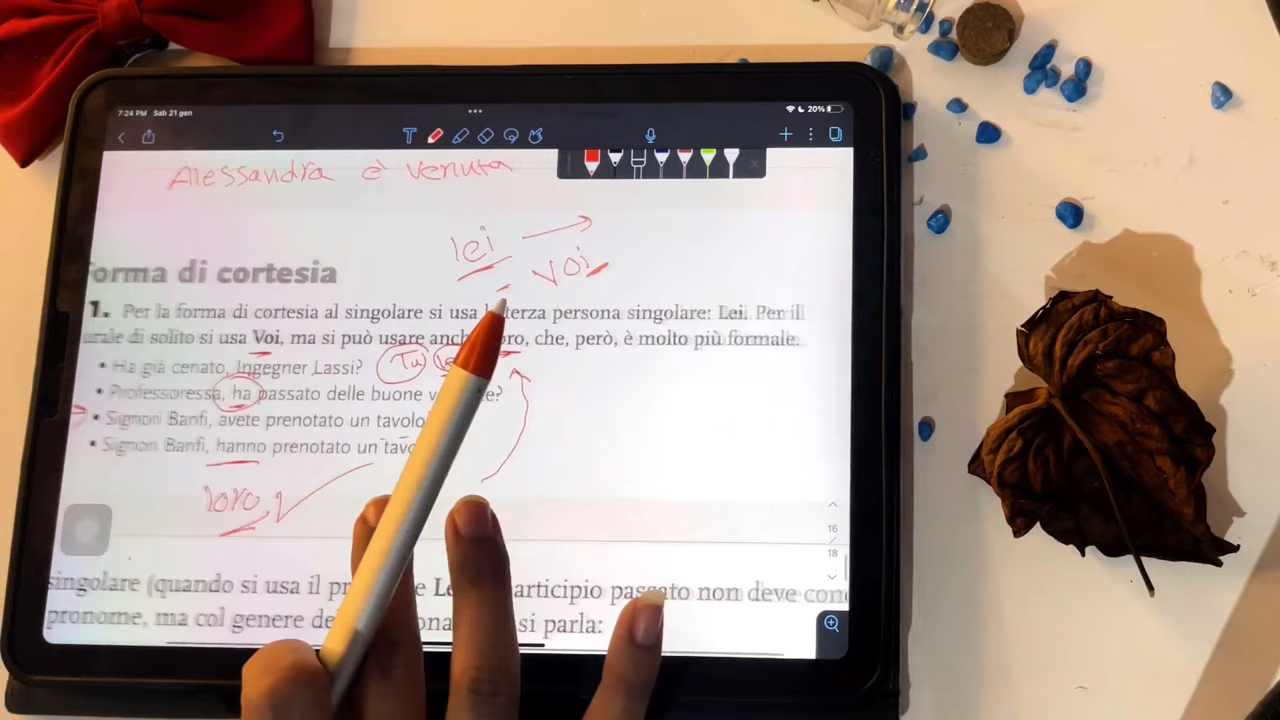 7:24 PM Sab 21 gen
20%
Alessandra è venuta
lei
voi
forma di cortesia
1. Per la forma di cortesia al singolare si usa la terza persona singolare: Lei. Per il
urale di solito si usa Voi, ma si può usare anche Loro, che, però, è molto più formale.
• Ha già cenato, Ingegner Lassi?
Tu
• Professoressa, ha passato delle buone v e?
• Signori Banfi, avete prenotato un tavolo
• Signori Banfi, hanno prenotato un tavo
loro
16
18
singolare (quando si usa il pr e Le articipio passato non deve conc
pronome, ma col genere de ona si parla: